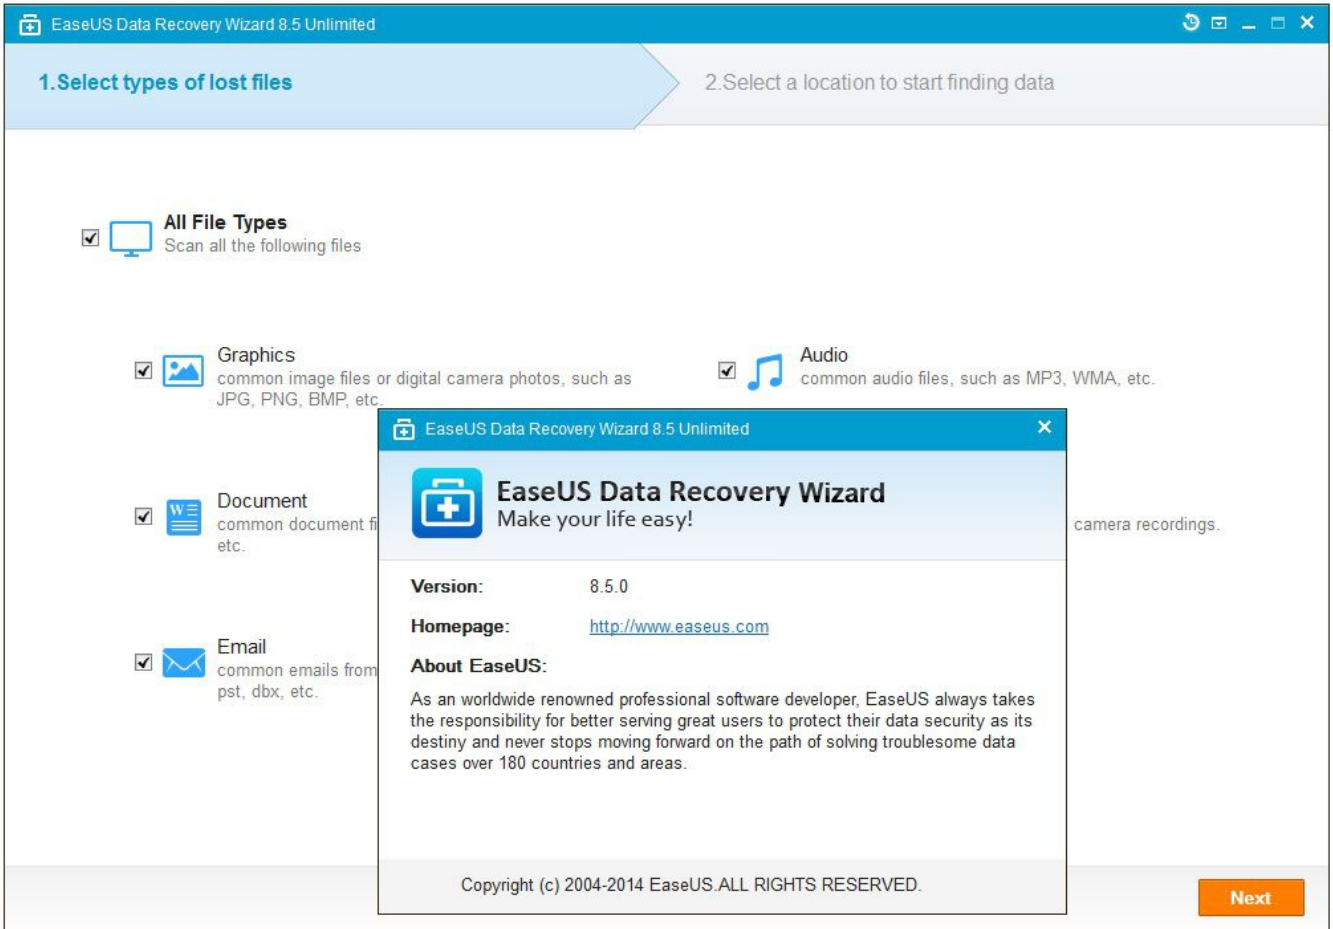 EaseUS Data Recovery Wizard 8.5 Unlimited
1.Select types of lost files
2.Select a location to start finding data
All File Types
Scan all the following files
Graphics
common image files or digital camera photos, such as
JPG, PNG, BMP, etc.
Audio
common audio files, such as MP3, WMA, etc.
Document
common document fi
etc.
camera recordings.
Email
common emails from
pst, dbx, etc.
EaseUS Data Recovery Wizard 8.5 Unlimited
EaseUS Data Recovery Wizard
Make your life easy!
Version: 8.5.0
Homepage: http://www.easeus.com
About EaseUS:
As an worldwide renowned professional software developer, EaseUS always takes
the responsibility for better serving great users to protect their data security as its
destiny and never stops moving forward on the path of solving troublesome data
cases over 180 countries and areas.
Copyright (c) 2004-2014 EaseUS.ALL RIGHTS RESERVED.
Next